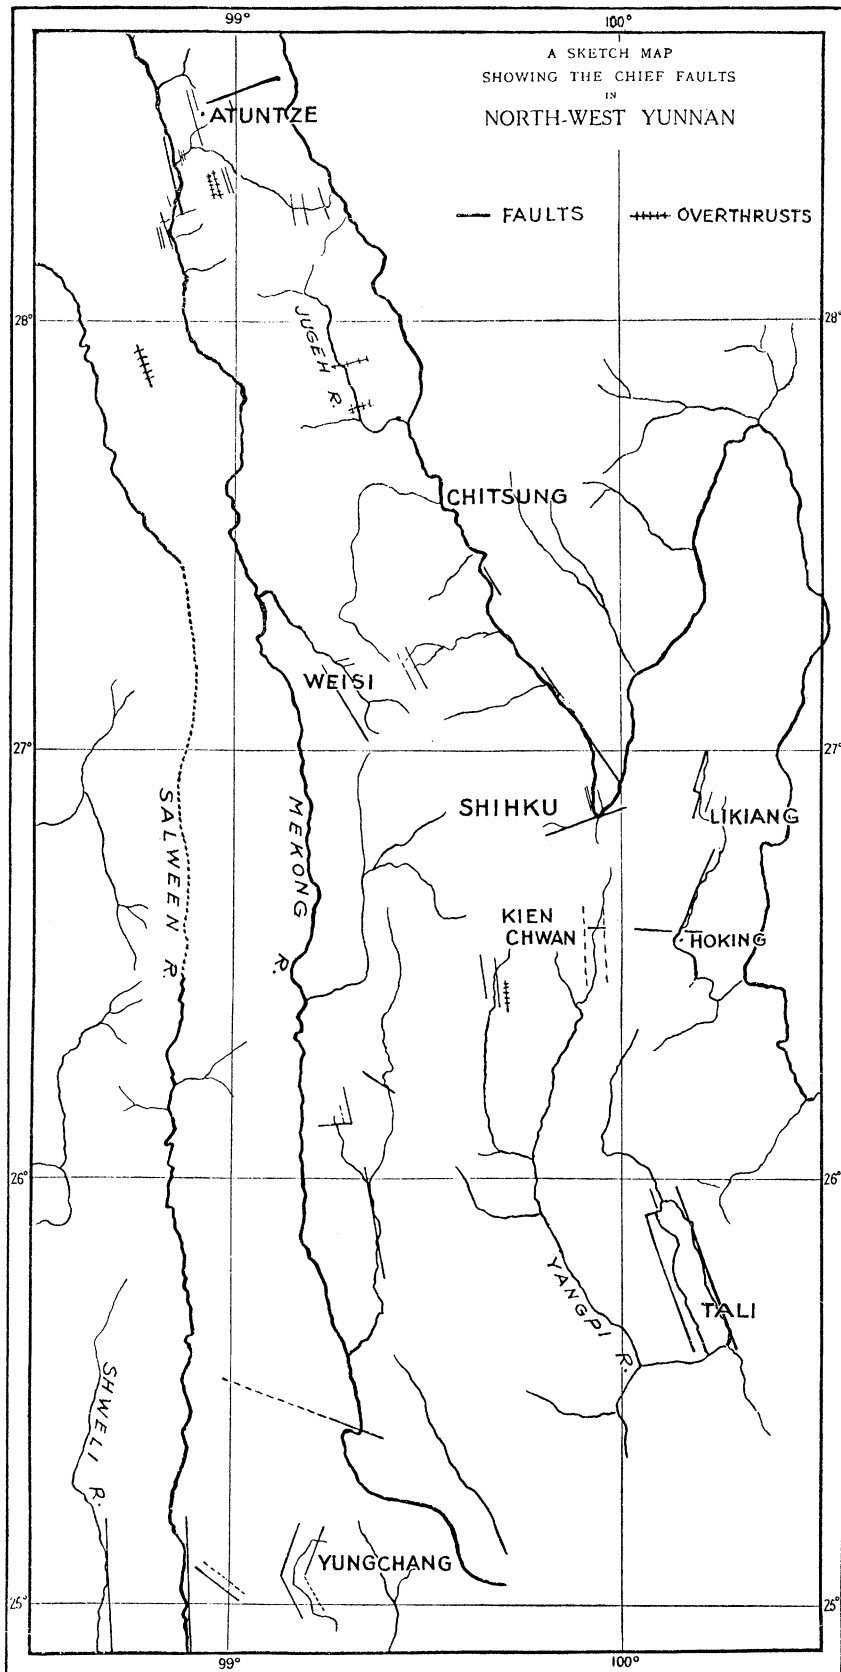 99°
100°
A SKETCH MAP
SHOWING THE CHIEF FAULTS
IN
NORTH-WEST YUNNAN
ATUNTZE
FAULTS
OVERTHRUSTS
28°
28°
JUGEH R.
CHITSUNG
WEISI
27°
27°
SALWEEN R.
MEKONG R.
SHIHKU
LIKIANG
KIEN
CHWAN
HOKING
26°
26°
YANGPI R.
TALI
SHWELI R.
YUNGCHANG
25°
25°
99°
100°